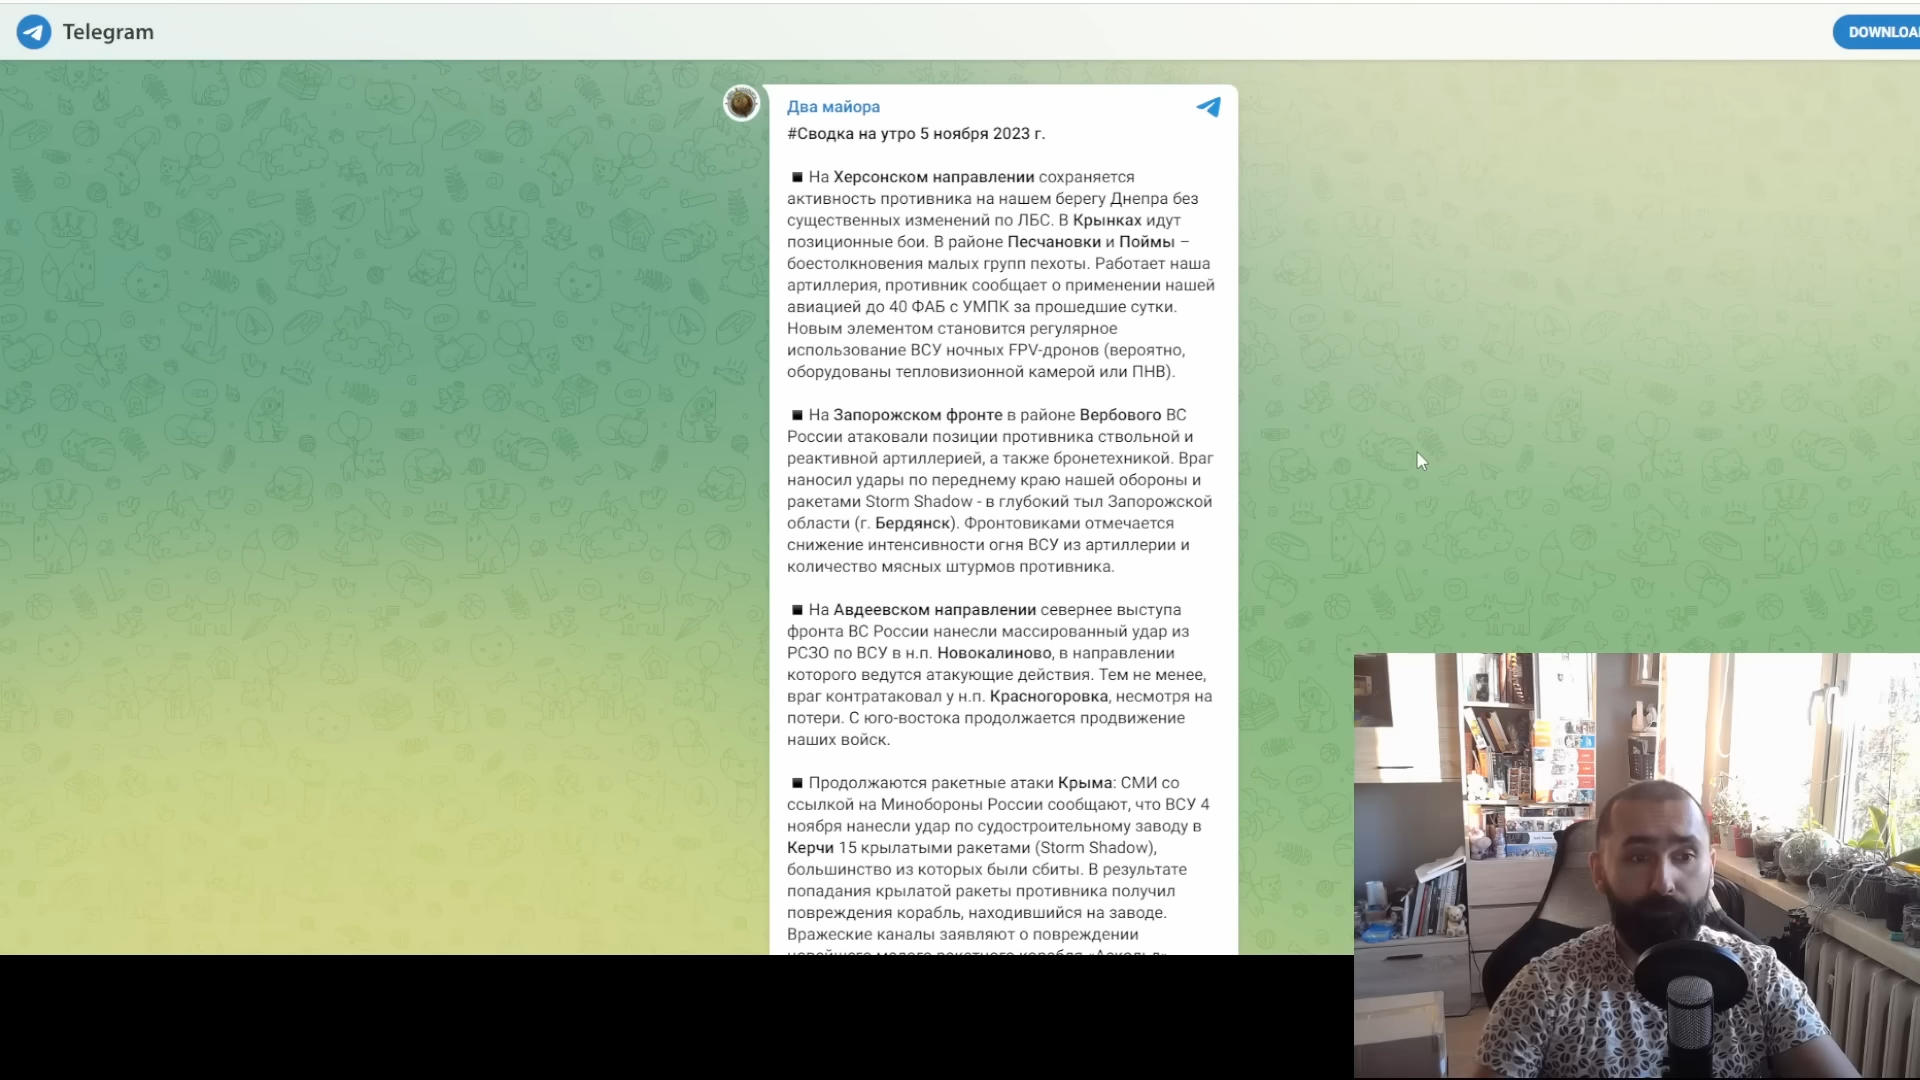 Telegram
DOWNLOA
Два майора
#Сводка на утро 5 ноября 2023 г.
На Херсонском направлении сохраняется
активность противника на нашем берегу Днепра без
существенных изменений по ЛБС. В Крынках идут
позиционные бои. В районе Песчановки и Поймы –
боестолкновения малых групп пехоты. Работает наша
артиллерия, противник сообщает о применении нашей
авиацией до 40 ФАБ с УМПК за прошедшие сутки.
Новым элементом становится регулярное
использование ВСУ ночных FPV-дронов (вероятно,
оборудованы тепловизионной камерой или ПНВ).
На Запорожском фронте в районе Вербового ВС
России атаковали позиции противника ствольной и
реактивной артиллерией, а также бронетехникой. Враг
наносил удары по переднему краю нашей обороны и
ракетами Storm Shadow - в глубокий тыл Запорожской
области (г. Бердянск). Фронтовиками отмечается
снижение интенсивности огня ВСУ из артиллерии и
количество мясных штурмов противника.
На Авдеевском направлении севернее выступа
фронта ВС России нанесли массированный удар из
РСЗО по ВСУ в н.п. Новокалиново, в направлении
которого ведутся атакующие действия. Тем не менее,
враг контратаковал у н.п. Красногоровка, несмотря на
потери. С юго-востока продолжается продвижение
наших войск.
Продолжаются ракетные атаки Крыма: СМИ со
ссылкой на Минобороны России сообщают, что ВСУ 4
ноября нанесли удар по судостроительному заводу в
Керчи 15 крылатыми ракетами (Storm Shadow),
большинство из которых были сбиты. В результате
попадания крылатой ракеты противника получил
повреждения корабль, находившийся на заводе.
Вражеские каналы заявляют о повреждении
новейшего малого ракетного корабля «Аскольд»